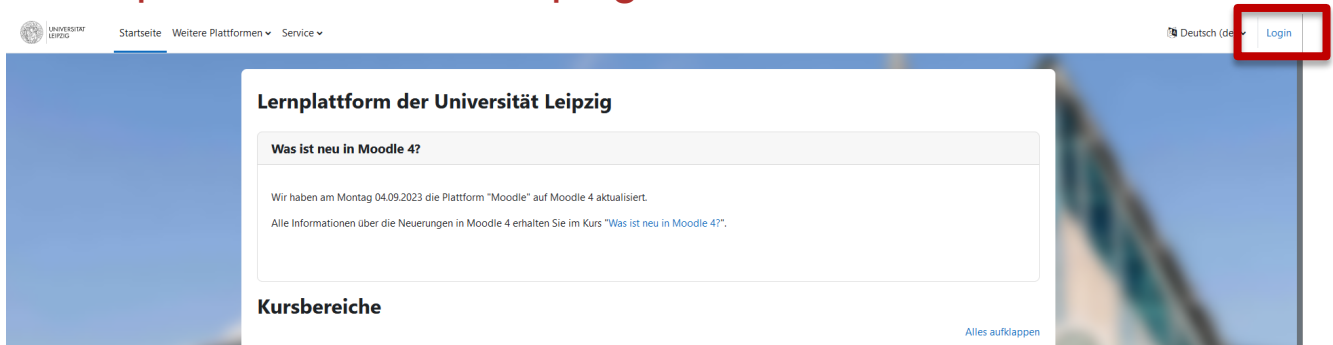 UNIVERSITÄT
LEIPZIG
Startseite Weitere Plattformen Service
Deutsch (de)
Login
Lernplattform der Universität Leipzig
Was ist neu in Moodle 4?
Wir haben am Montag 04.09.2023 die Plattform "Moodle" auf Moodle 4 aktualisiert.
Alle Informationen über die Neuerungen in Moodle 4 erhalten Sie im Kurs "Was ist neu in Moodle 4?".
Kursbereiche
Alles aufklappen